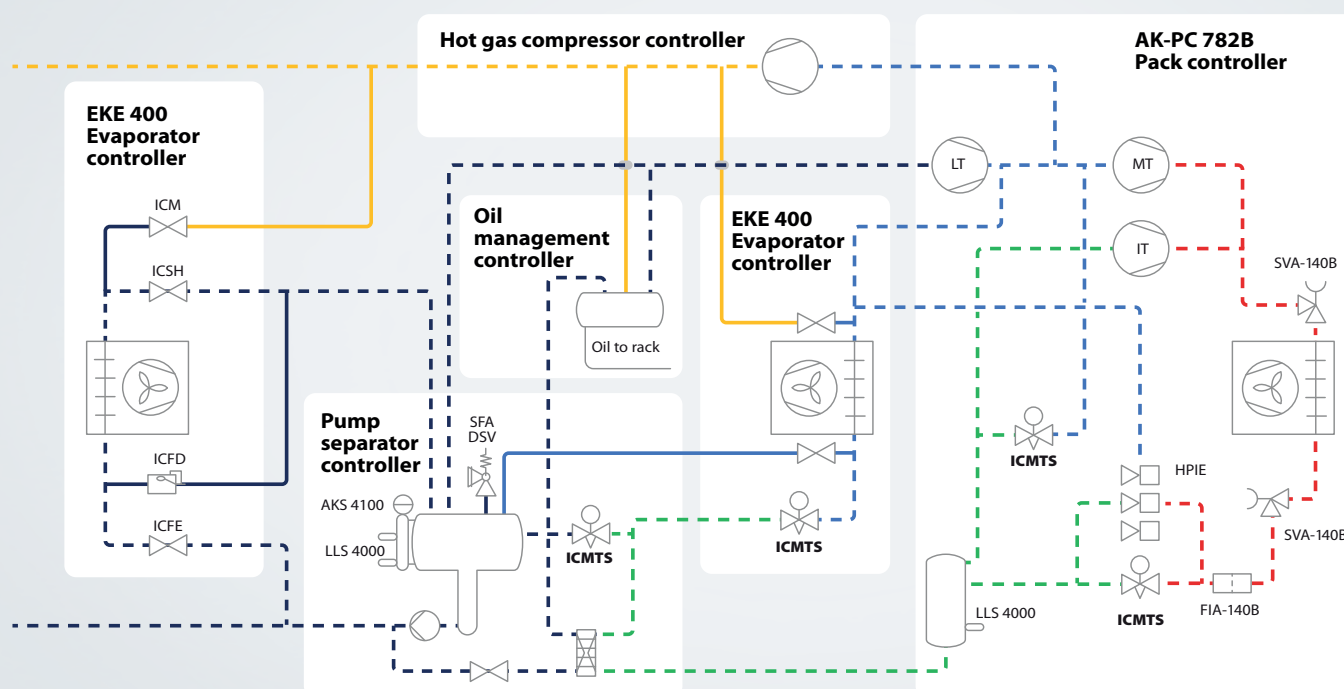 Hot gas compressor controller
AK-PC 782B
Pack controller
EKE 400
Evaporator
controller
ICM
ICSH
ICFD
ICFE
Oil
management
controller
Oil to rack
EKE 400
Evaporator
controller
LT
MT
IT
SVA-140B
Pump
separator
controller
SFA
DSV
AKS 4100
LLS 4000
ICMTS
ICMTS
ICMTS
HPIE
SVA-140B
LLS 4000
ICMTS
FIA-140B